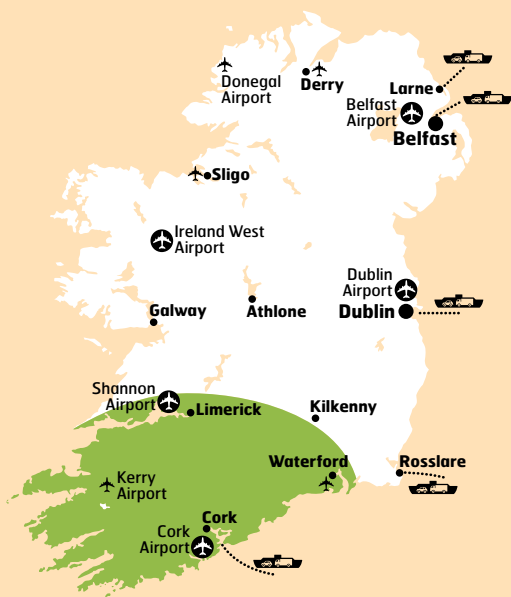 Donegal
Airport
Derry
Larne
Belfast
Airport
Belfast
Sligo
Ireland West
Airport
Dublin
Airport
Dublin
Galway
Athlone
Shannon
Airport
Limerick
Kilkenny
Waterford
Rosslare
Kerry
Airport
Cork
Cork
Airport